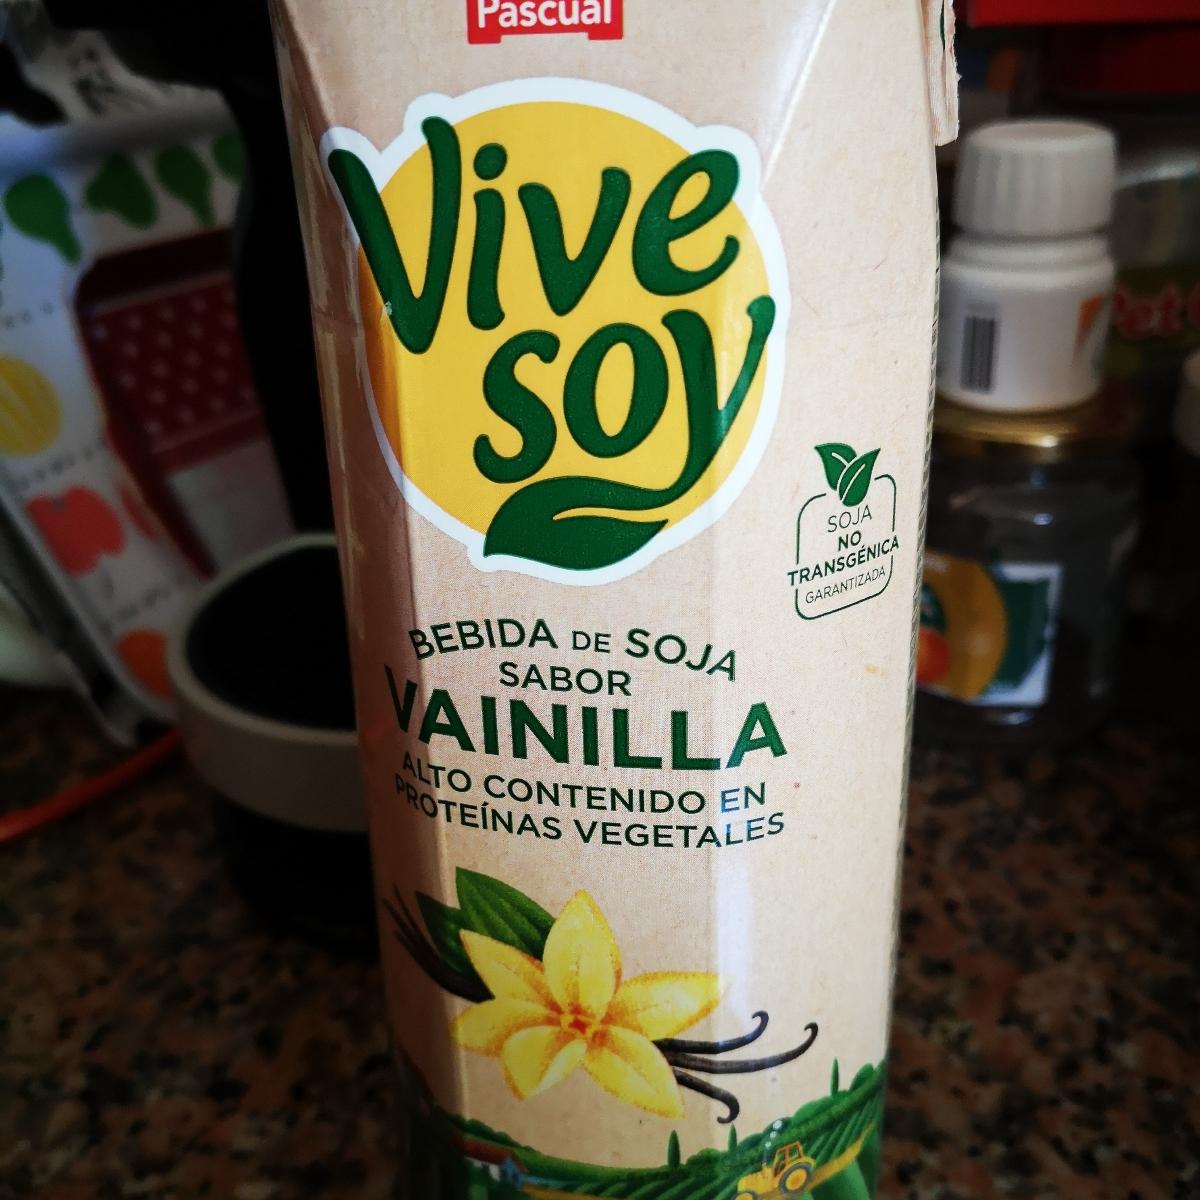 Pascual
Vive
soy
SOJA
NO
TRANSGÉNICA
GARANTIZADA
BEBIDA DE SOJA
SABOR
VAINILLA
ALTO CONTENIDO EN
PROTEÍNAS VEGETALES